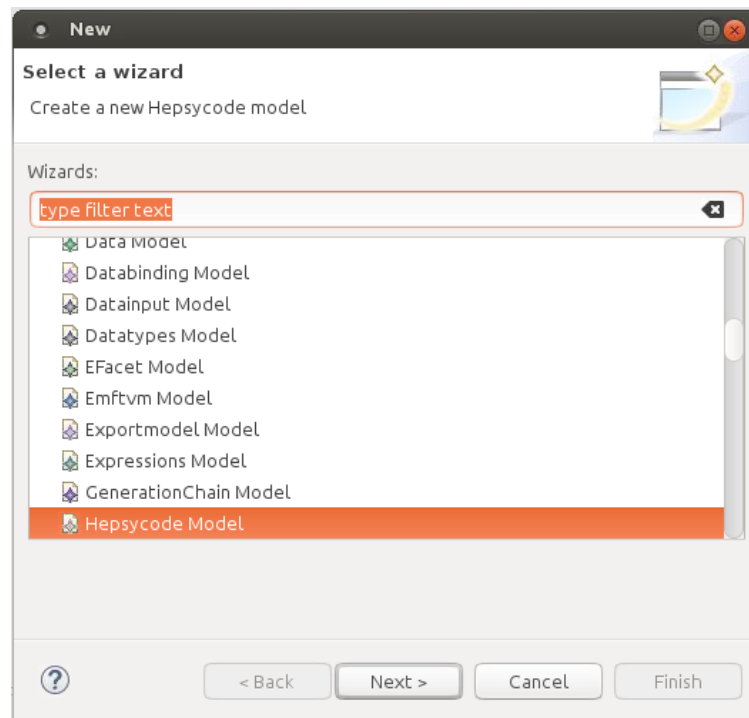 New
Select a wizard
Create a new Hepsycode model
Wizards:
type filter text
Data Model
Databinding Model
Datainput Model
Datatypes Model
EFacet Model
Emftvm Model
Exportmodel Model
Expressions Model
GenerationChain Model
Hepsycode Model
?
< Back Next > Cancel Finish